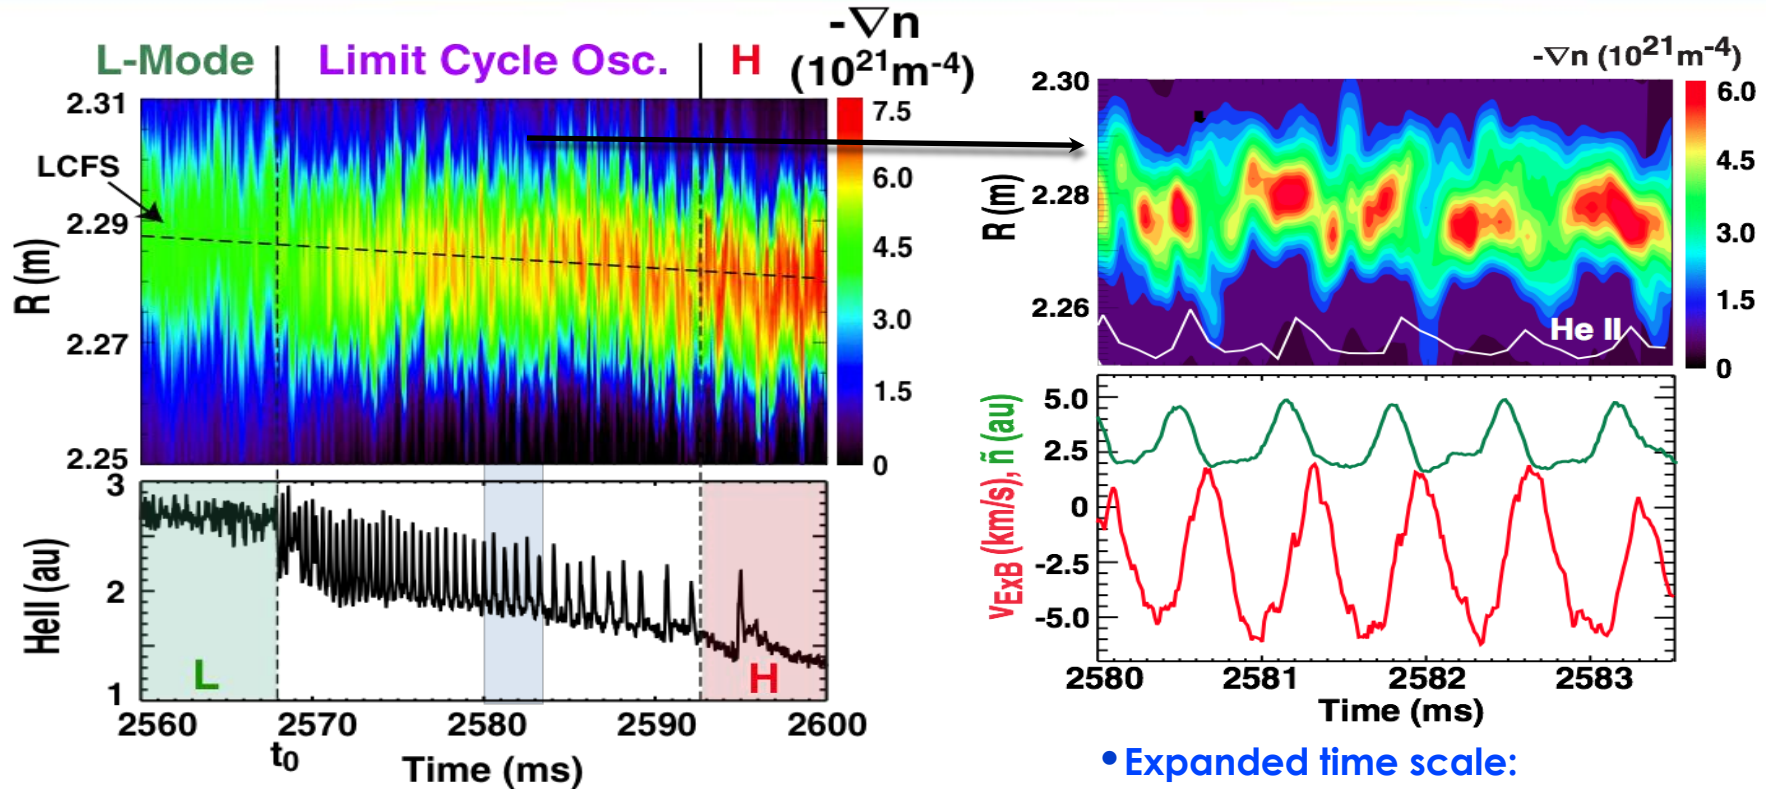 L-Mode
Limit Cycle Osc.
H
-∇n
(10²¹m-4)
2.31
2.29
2.27
2.25
R (m)
LCFS
7.5
6.0
4.5
3.0
1.5
0
3
2
1
HeII (au)
L
H
2560
2570
2580
2590
2600
t₀
Time (ms)
-∇n (10²¹m-4)
2.30
2.28
2.26
R (m)
He II
6.0
4.5
3.0
1.5
0
5.0
2.5
0
-2.5
-5.0
VExB (km/s), ñ (au)
2580
2581
2582
2583
Time (ms)
• Expanded time scale: